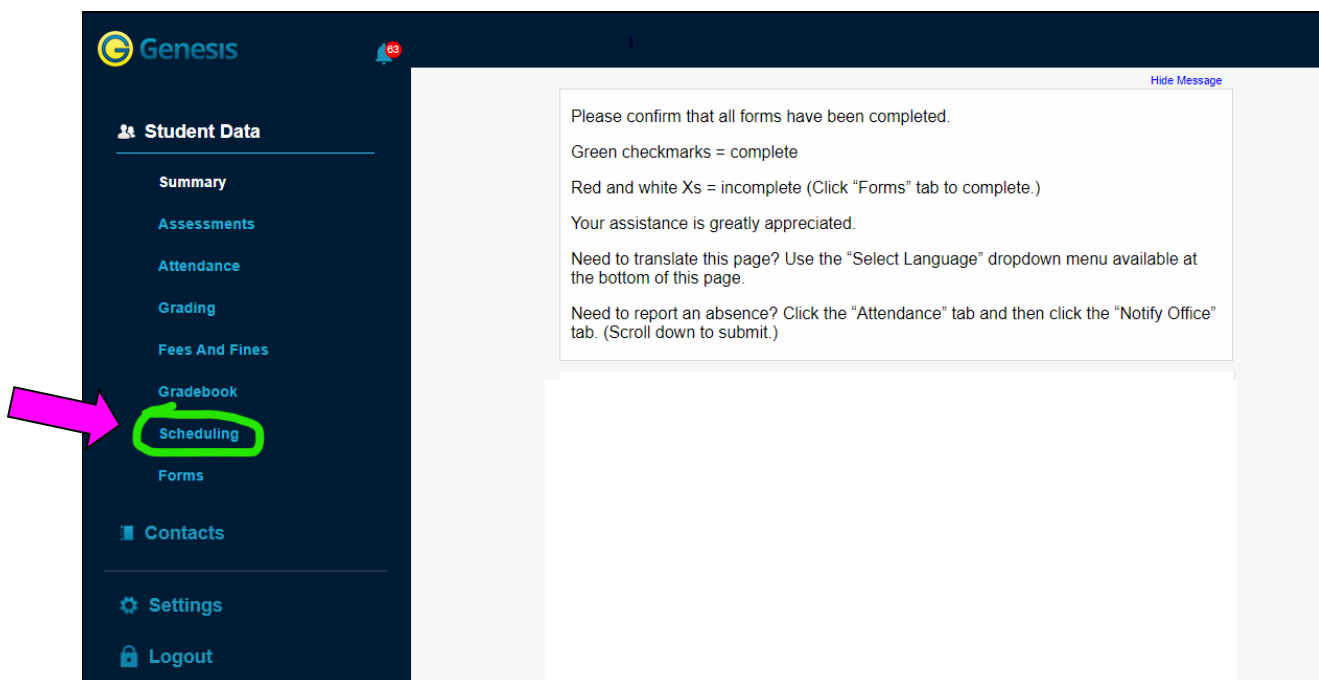 Genesis
63
Student Data
Summary
Assessments
Attendance
Grading
Fees And Fines
Gradebook
Scheduling
Forms
Contacts
Settings
Logout
Hide Message
Please confirm that all forms have been completed.
Green checkmarks = complete
Red and white Xs = incomplete (Click “Forms” tab to complete.)
Your assistance is greatly appreciated.
Need to translate this page? Use the “Select Language” dropdown menu available at
the bottom of this page.
Need to report an absence? Click the “Attendance” tab and then click the “Notify Office”
tab. (Scroll down to submit.)